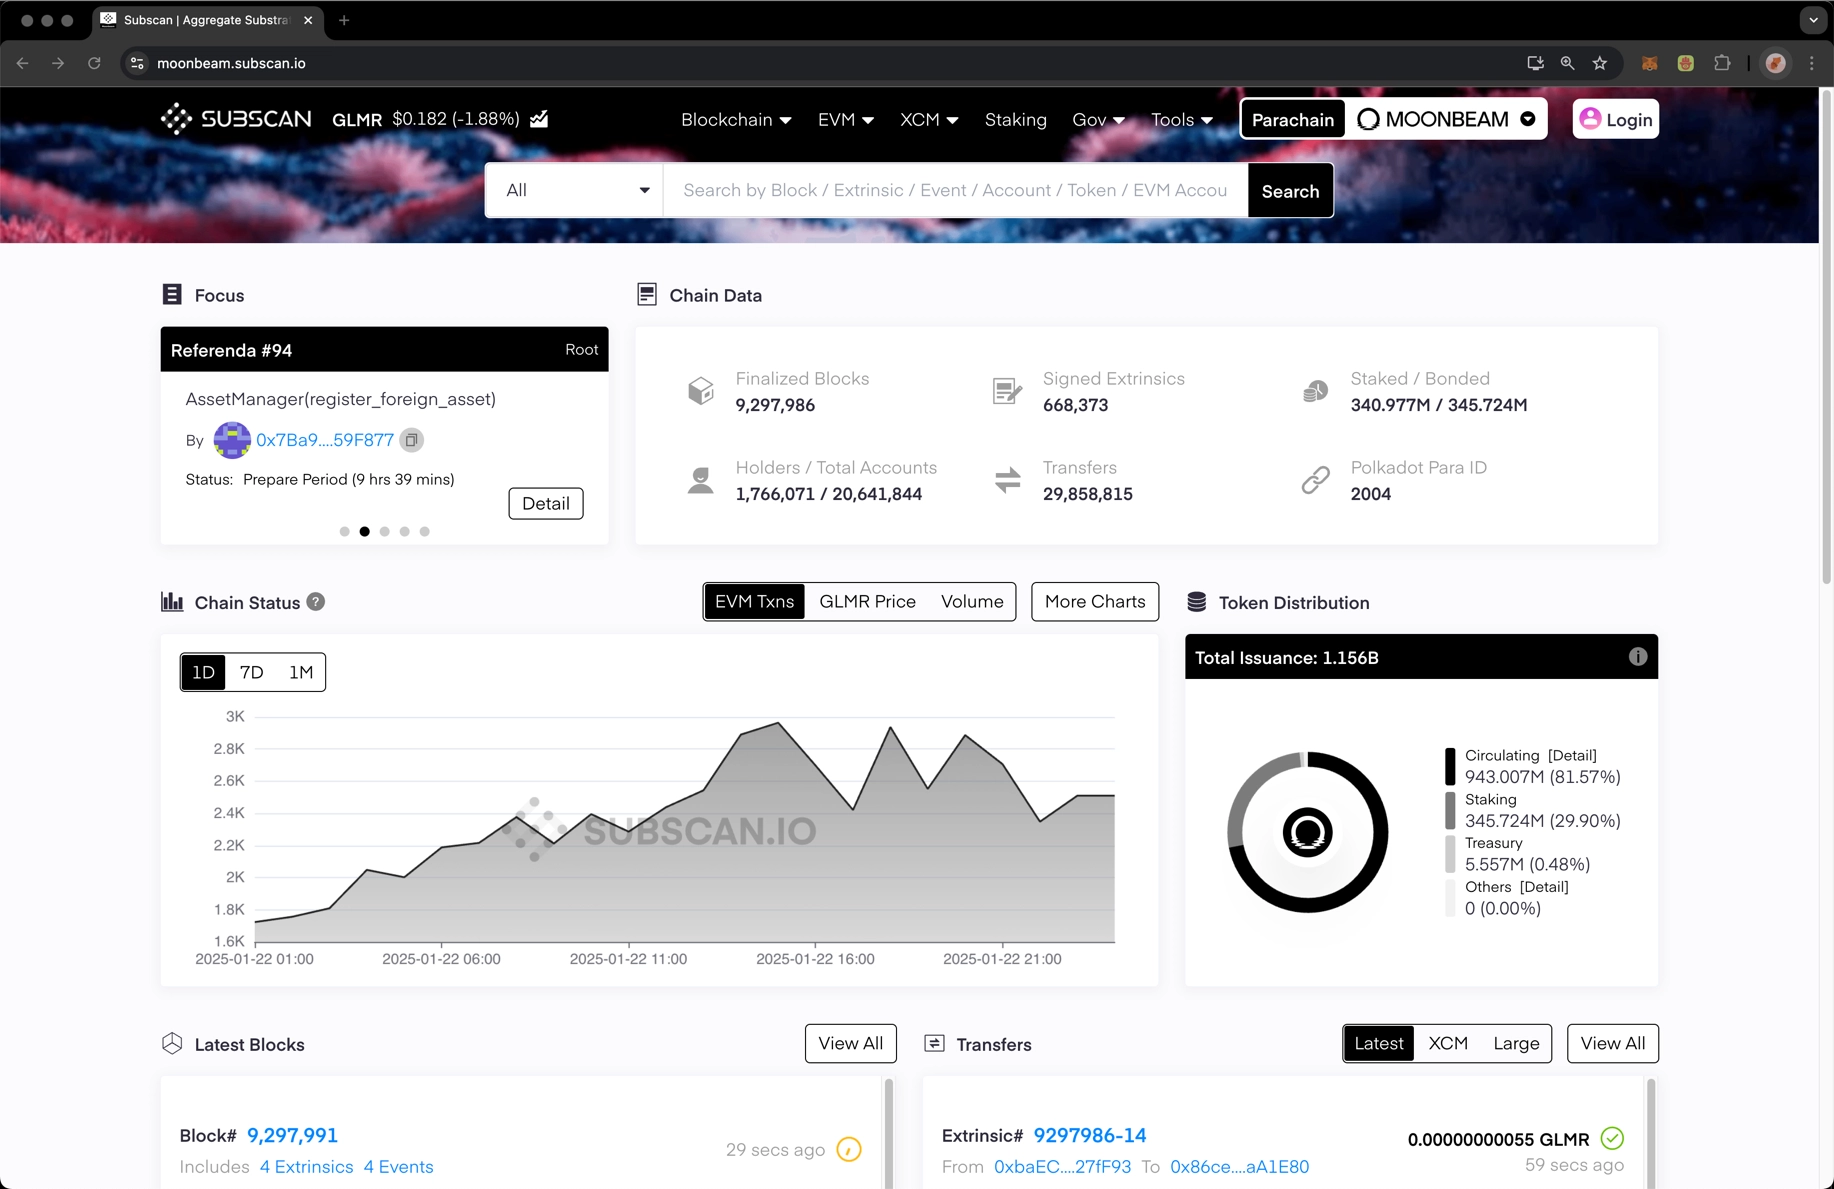 Subscan | Aggregate Substra
moonbeam.subscan.io
SUBSCAN GLMR $0.182 (-1.88%) Blockchain EVM XCM Staking Gov Tools Parachain MOONBEAM Login
All Search by Block / Extrinsic / Event / Account / Token / EVM Accou Search
Focus
Referenda #94 Root
AssetManager(register_foreign_asset)
By 0x7Ba9....59F877
Status: Prepare Period (9 hrs 39 mins)
Detail
Chain Data
Finalized Blocks
9,297,986
Signed Extrinsics
668,373
Staked / Bonded
340.977M / 345.724M
Holders / Total Accounts
1,766,071 / 20,641,844
Transfers
29,858,815
Polkadot Para ID
2004
Chain Status ?
EVM Txns GLMR Price Volume More Charts
1D 7D 1M
3K
2.8K
2.6K
2.4K
2.2K
2K
1.8K
1.6K
SUBSCAN.IO
2025-01-22 01:00 2025-01-22 06:00 2025-01-22 11:00 2025-01-22 16:00 2025-01-22 21:00
Token Distribution
Total Issuance: 1.156B
Circulating [Detail]
943.007M (81.57%)
Staking
345.724M (29.90%)
Treasury
5.557M (0.48%)
Others [Detail]
0 (0.00%)
Latest Blocks View All
Block# 9,297,991
29 secs ago
Includes 4 Extrinsics 4 Events
Transfers Latest XCM Large View All
Extrinsic# 9297986-14
0.00000000055 GLMR
From 0xbaEC....27fF93 To 0x86ce....aA1E80
59 secs ago